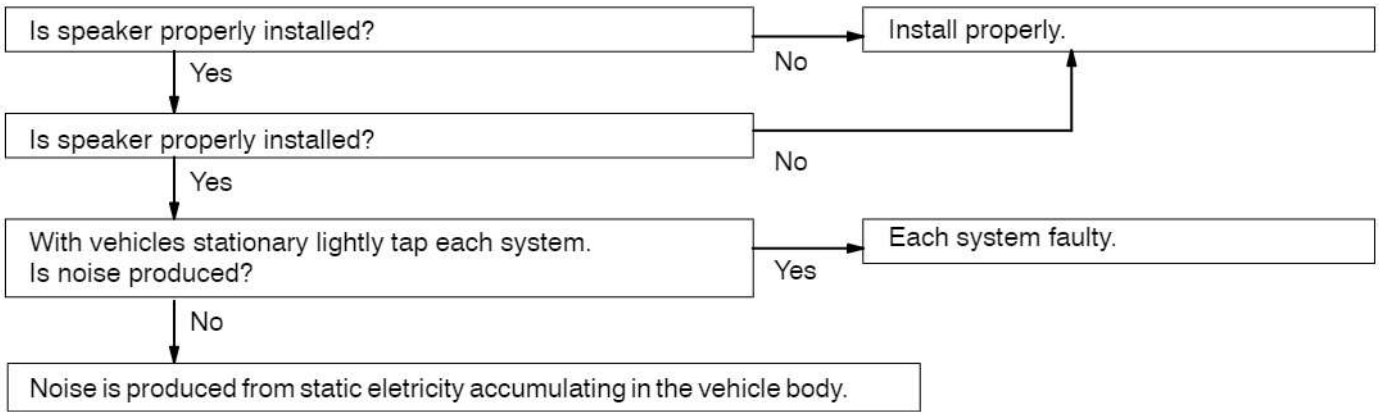 Is speaker properly installed?
Install properly.
No
Yes
Is speaker properly installed?
No
Yes
With vehicles stationary lightly tap each system.
Is noise produced?
Each system faulty.
Yes
No
Noise is produced from static eletricity accumulating in the vehicle body.